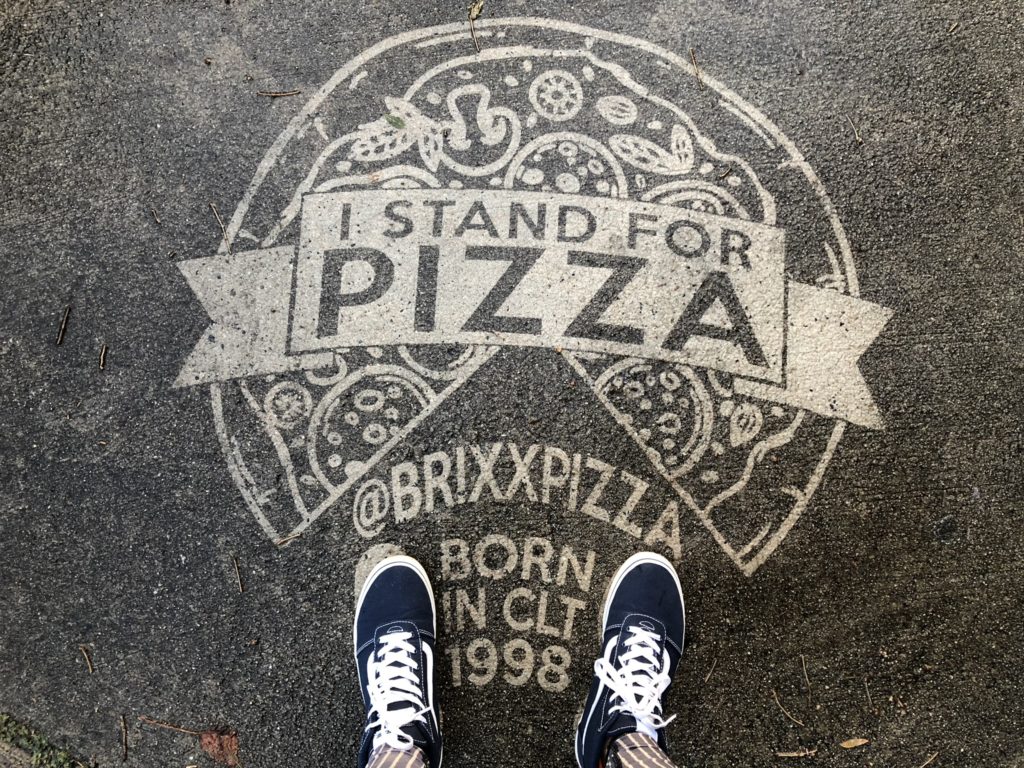 I STAND FOR
PIZZA
@BRIXXPIZZA
BORN
IN CLT
1998